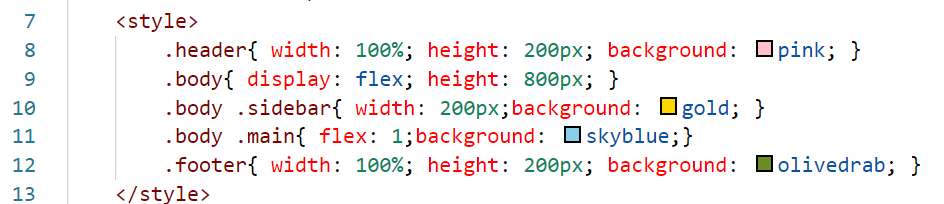 7 <style>
8 .header{ width: 100%; height: 200px; background: pink; }
9 .body{ display: flex; height: 800px; }
10 .body .sidebar{ width: 200px;background: gold; }
11 .body .main{ flex: 1;background: skyblue;}
12 .footer{ width: 100%; height: 200px; background: olivedrab; }
13 </style>